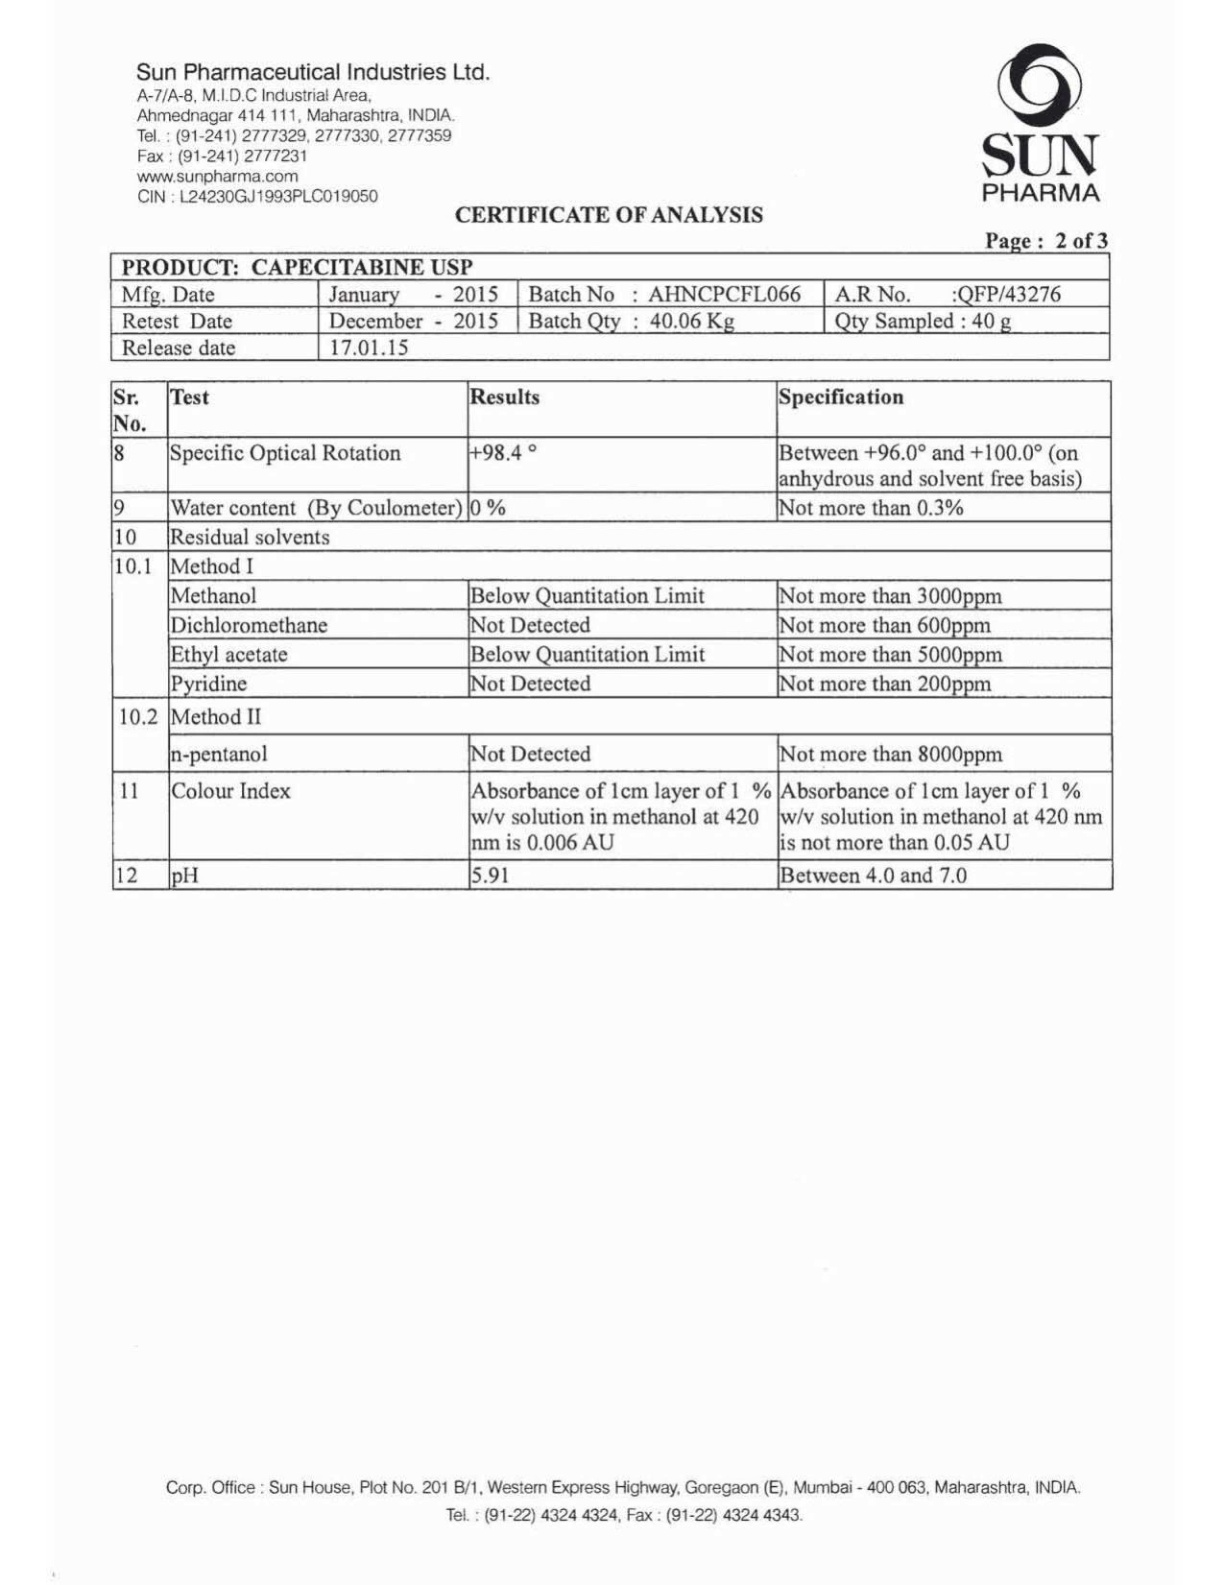 Sun Pharmaceutical Industries Ltd.
A-7/A-8, M.I.D.C Industrial Area,
Ahmednagar 414 111, Maharashtra, INDIA.
Tel. : (91-241) 2777329, 2777330, 2777359
Fax : (91-241) 2777231
www.sunpharma.com
CIN : L24230GJ1993PLC019050
SUN
PHARMA
CERTIFICATE OF ANALYSIS
Page : 2 of 3
PRODUCT: CAPECITABINE USP
Mfg. Date January - 2015 Batch No : AHNCPCFL066 A.R No. :QFP/43276
Retest Date December - 2015 Batch Qty : 40.06 Kg Qty Sampled : 40 g
Release date 17.01.15
Sr. Test Results Specification
No.
8 Specific Optical Rotation +98.4 ° Between +96.0° and +100.0° (on
anhydrous and solvent free basis)
9 Water content (By Coulometer) 0 % Not more than 0.3%
10 Residual solvents
10.1 Method I
Methanol Below Quantitation Limit Not more than 3000ppm
Dichloromethane Not Detected Not more than 600ppm
Ethyl acetate Below Quantitation Limit Not more than 5000ppm
Pyridine Not Detected Not more than 200ppm
10.2 Method II
n-pentanol Not Detected Not more than 8000ppm
11 Colour Index Absorbance of 1cm layer of 1 % Absorbance of 1cm layer of 1 %
w/v solution in methanol at 420 w/v solution in methanol at 420 nm
nm is 0.006 AU is not more than 0.05 AU
12 pH 5.91 Between 4.0 and 7.0
Corp. Office : Sun House, Plot No. 201 B/1, Western Express Highway, Goregaon (E), Mumbai - 400 063, Maharashtra, INDIA.
Tel. : (91-22) 4324 4324, Fax : (91-22) 4324 4343.